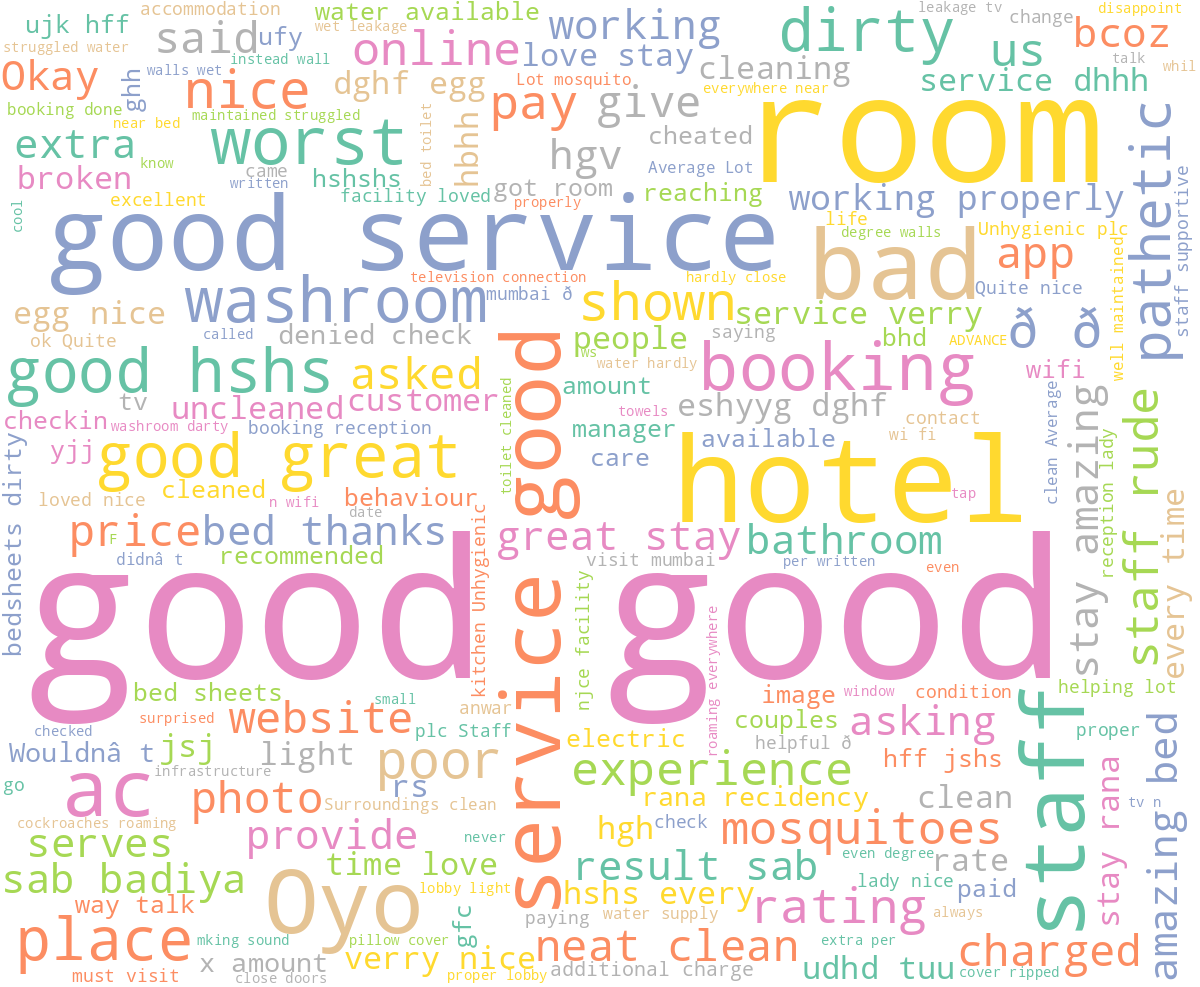 ujk hff
accommodation
water available
working
dirty
leakage tv
change
disappoint
struggled water
said
ufy
wet leakage
online
love stay
us
bcoz
Okay
walls wet
instead wall
nice
dghf egg
Lot mosquito
cleaning
service dhhh
talk
whil
booking done
ghh
maintained struggled
pay
give
everywhere near
room
near bed
extra
worst
bed toilet
hbhh
hgv
cheated
Average Lot
pathetic
know
broken
came
written
hshshs
facility loved
got room
properly
reaching
working properly
staff supportive
cool
excellent
good service
life
degree walls
Unhygienic plc
bad
app
television connection
hardly close
well maintained
washroom
mumbai ð
shown
Quite nice
egg nice
service verry
ð ð
ok Quite
called
denied check
people
saying
bhd
ADVANCE
ws
water hardly
good hshs
asked
booking
wifi
tv
amount
checkin
uncleaned
customer
toilet cleaned
service good
towels
eshyyg dghf
contact
clean Average
stay amazing
staff rude
washroom darty
booking reception
manager
available
wi fi
reception lady
yjj
good great
care
hotel
bedsheets dirty
loved nice
cleaned
n wifi
behaviour
tap
every time
price
F
bed thanks
date
great stay
bathroom
didnâ t
recommended
kitchen Unhygienic
visit mumbai
per written
even
good good
njce facility
roaming everywhere
bed sheets
small
image
window
condition
helping lot
surprised
website
anwar
checked
plc Staff
couples
asking
staff
proper
Wouldnâ t
jsj
light
electric
helpful ð
hff jshs
infrastructure
poor
go
ac
rs
experience
photo
Surroundings clean
rana recidency
clean
stay rana
tv n
amazing bed
cockroaches roaming
provide
never
hgh
check
mosquitoes
serves
time love
result sab
even degree
rate
sab badiya
Oyo
lobby light
hshs every
lady nice
paid
way talk
gfc
paying
water supply
rating
always
place
mking sound
pillow cover
neat clean
extra per
charged
x amount
verry nice
must visit
close doors
proper lobby
additional charge
udhd tuu
cover ripped